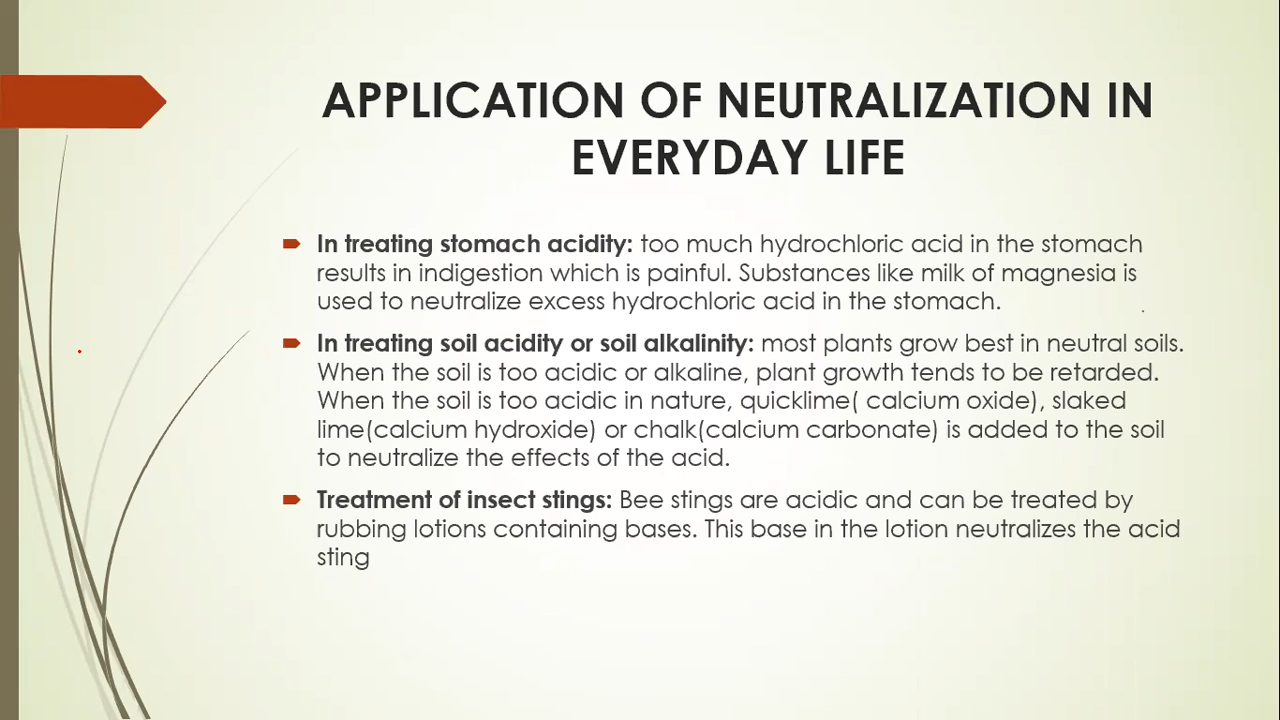 APPLICATION OF NEUTRALIZATION IN
EVERYDAY LIFE
In treating stomach acidity: too much hydrochloric acid in the stomach
results in indigestion which is painful. Substances like milk of magnesia is
used to neutralize excess hydrochloric acid in the stomach.
In treating soil acidity or soil alkalinity: most plants grow best in neutral soils.
When the soil is too acidic or alkaline, plant growth tends to be retarded.
When the soil is too acidic in nature, quicklime( calcium oxide), slaked
lime(calcium hydroxide) or chalk(calcium carbonate) is added to the soil
to neutralize the effects of the acid.
Treatment of insect stings: Bee stings are acidic and can be treated by
rubbing lotions containing bases. This base in the lotion neutralizes the acid
sting